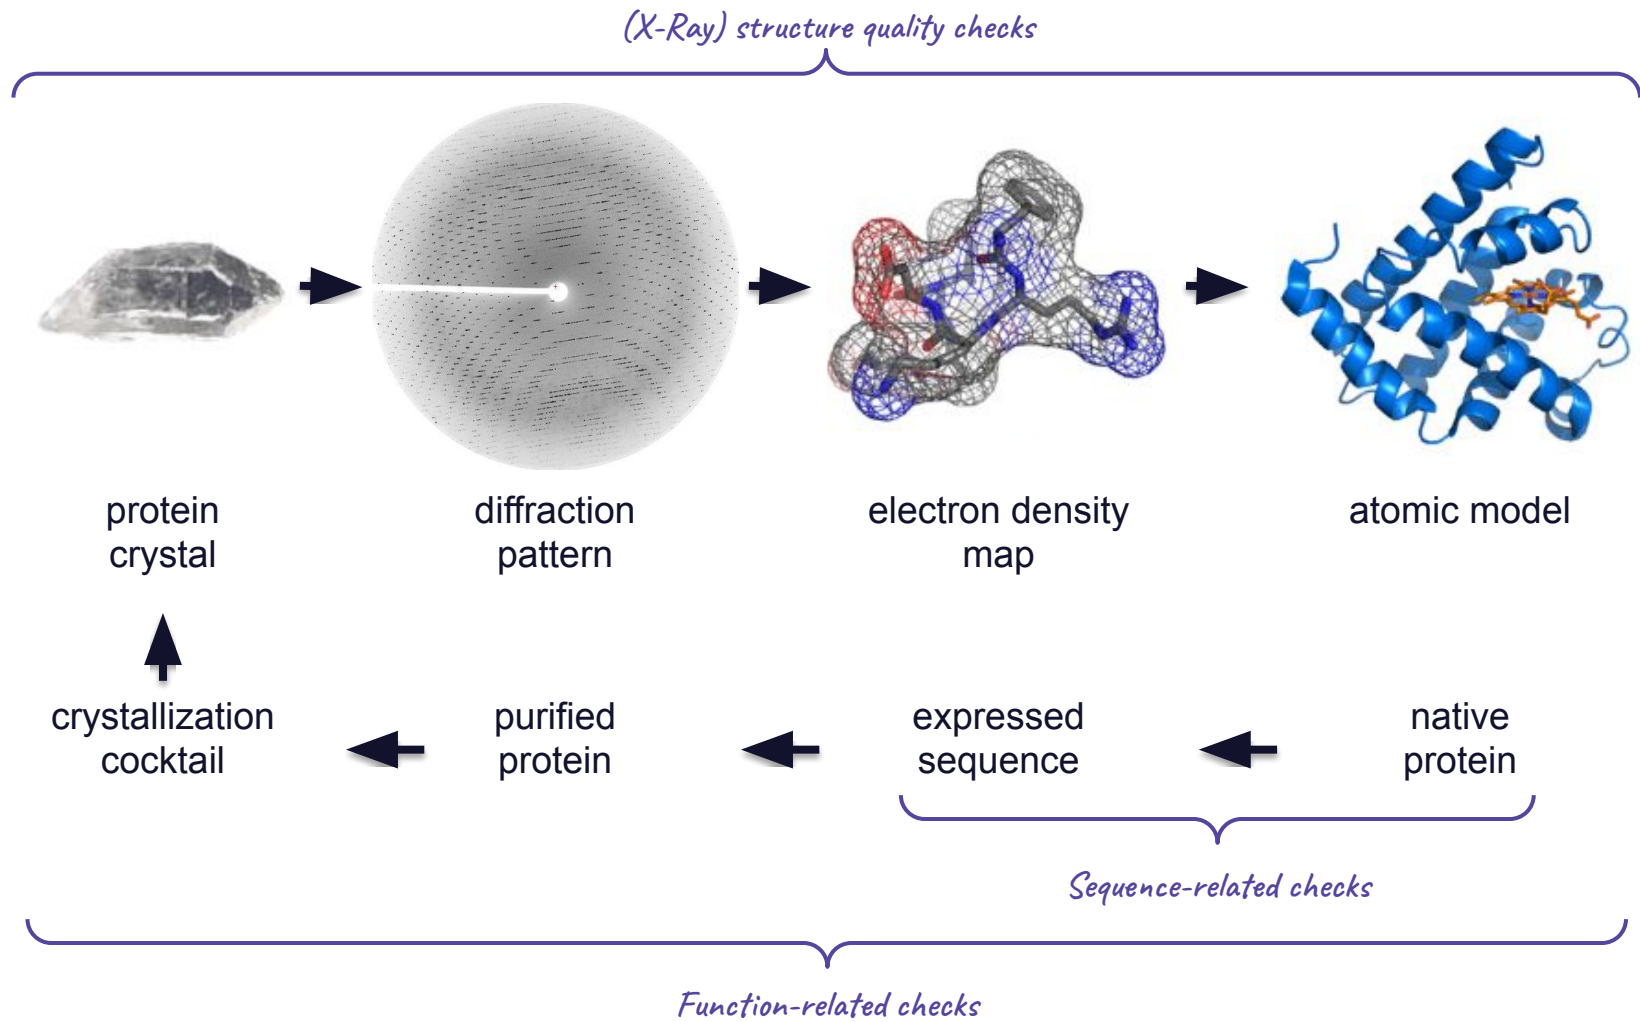 (X-Ray) structure quality checks
protein
crystal
diffraction
pattern
electron density
map
atomic model
crystallization
cocktail
purified
protein
expressed
sequence
native
protein
Sequence-related checks
Function-related checks